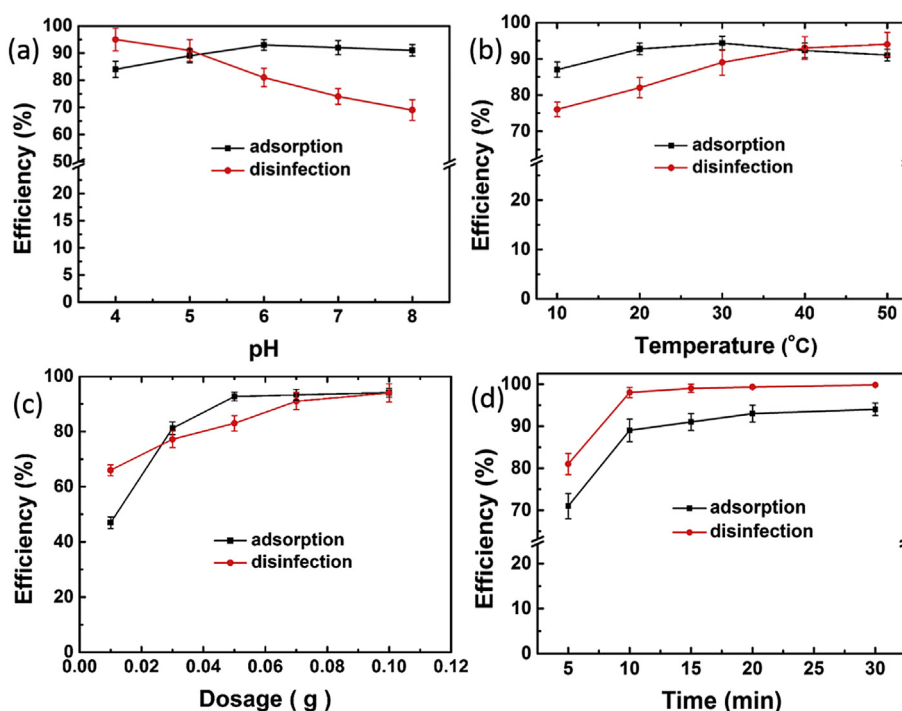 (a)
Efficiency (%)
100
90
80
70
60
50
25
20
15
10
5
0
4 5 6 7 8
pH
adsorption
disinfection
(b)
Efficiency (%)
100
90
80
70
20
10
0
10 20 30 40 50
Temperature (°C)
adsorption
disinfection
(c)
Efficiency (%)
100
80
60
40
20
0
0.00 0.02 0.04 0.06 0.08 0.10 0.12
Dosage ( g )
adsorption
disinfection
(d)
Efficiency (%)
100
90
80
70
20
10
0
5 10 15 20 30
Time (min)
adsorption
disinfection